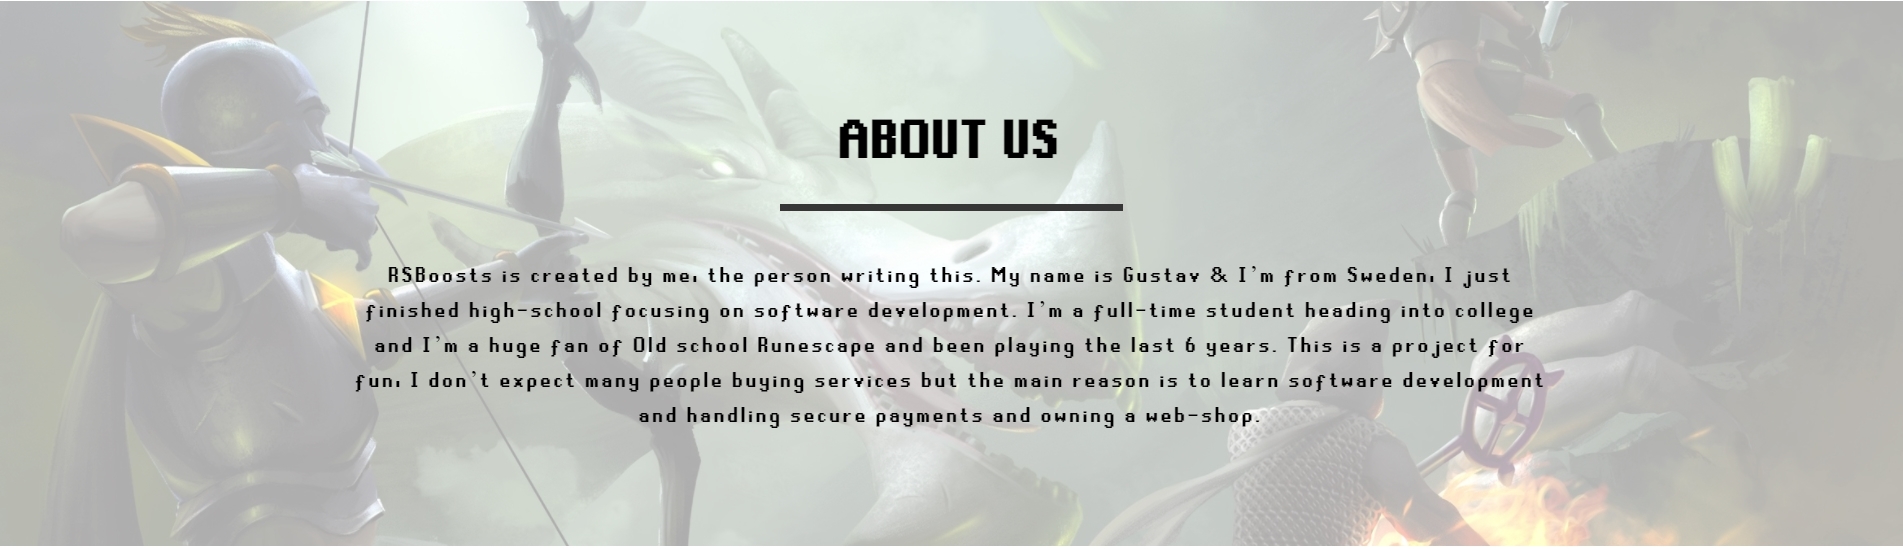 ABOUT US
RSBoosts is created by me, the person writing this. My name is Gustav & I'm from Sweden, I just
finished high-school focusing on software development. I'm a full-time student heading into college
and I'm a huge fan of Old school Runescape and been playing the last 6 years. This is a project for
fun, I don't expect many people buying services but the main reason is to learn software development
and handling secure payments and owning a web-shop.